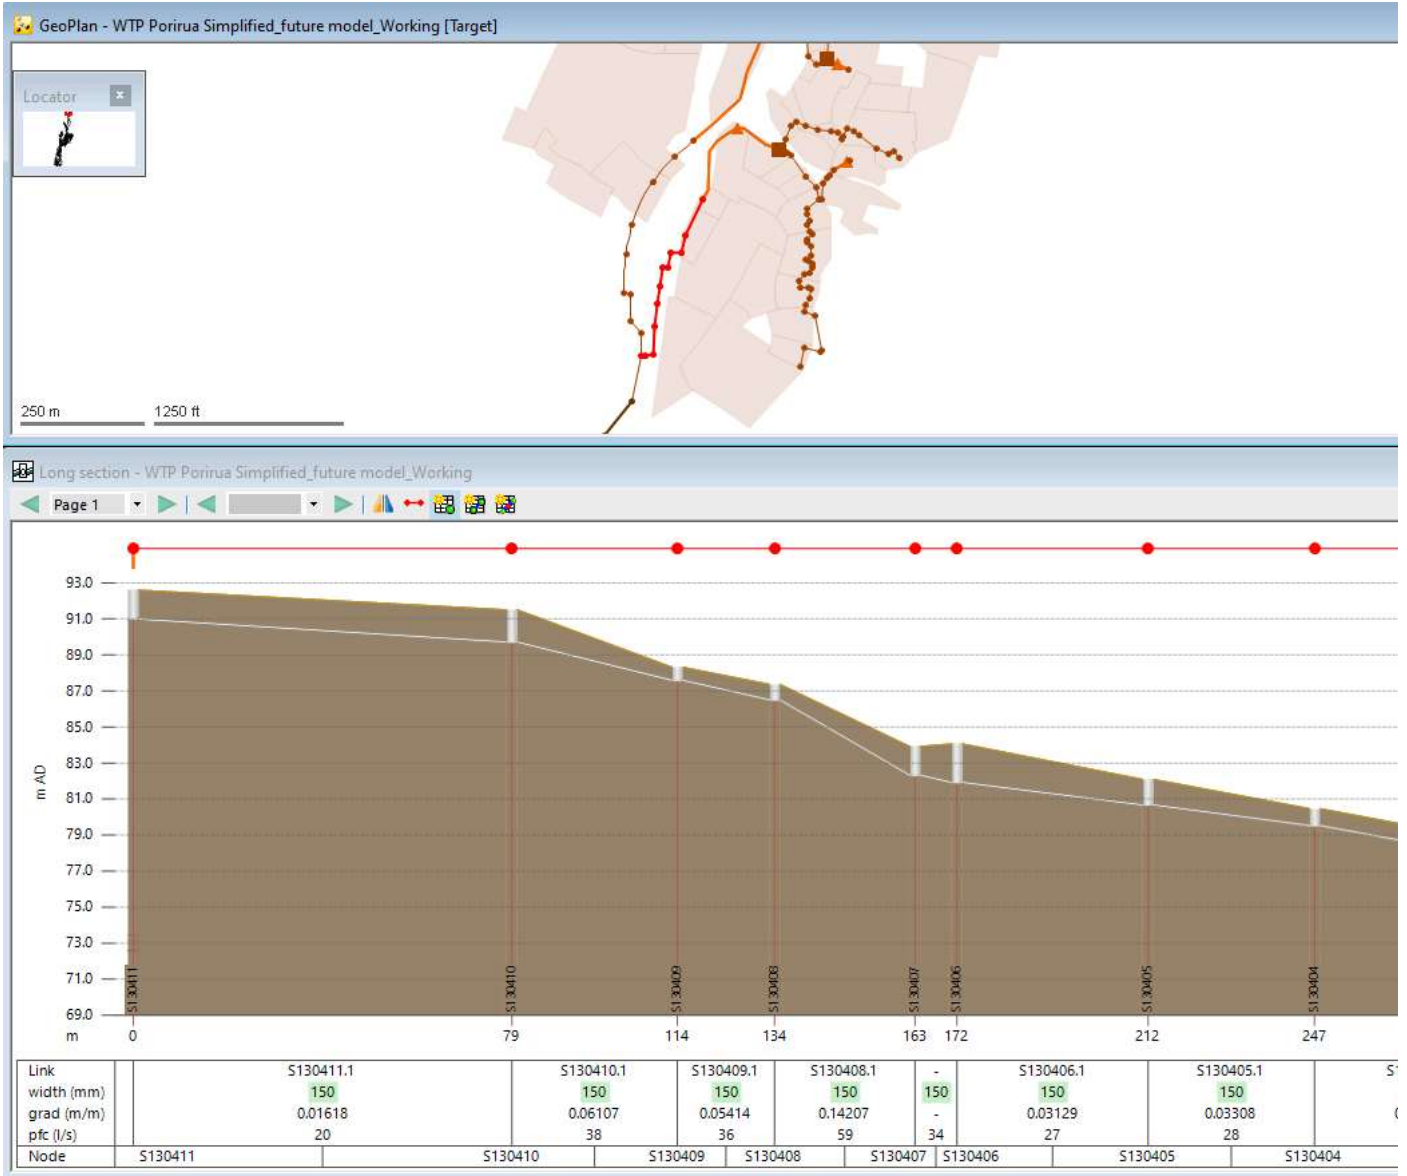 GeoPlan - WTP Porirua Simplified_future model_Working [Target]
Locator
250 m 1250 ft
Long section - WTP Porirua Simplified_future model_Working
Page 1
93.0
91.0
89.0
87.0
85.0
83.0
81.0
79.0
77.0
75.0
73.0
71.0
69.0
m AD
S130411 S130410 S130409 S130408 S130407 S130406 S130405 S130404
m 0 79 114 134 163 172 212 247
Link S130411.1 S130410.1 S130409.1 S130408.1 - S130406.1 S130405.1 S1
width (mm) 150 150 150 150 150 150 150
grad (m/m) 0.01618 0.06107 0.05414 0.14207 - 0.03129 0.03308
pfc (l/s) 20 38 36 59 34 27 28
Node S130411 S130410 S130409 S130408 S130407 S130406 S130405 S130404